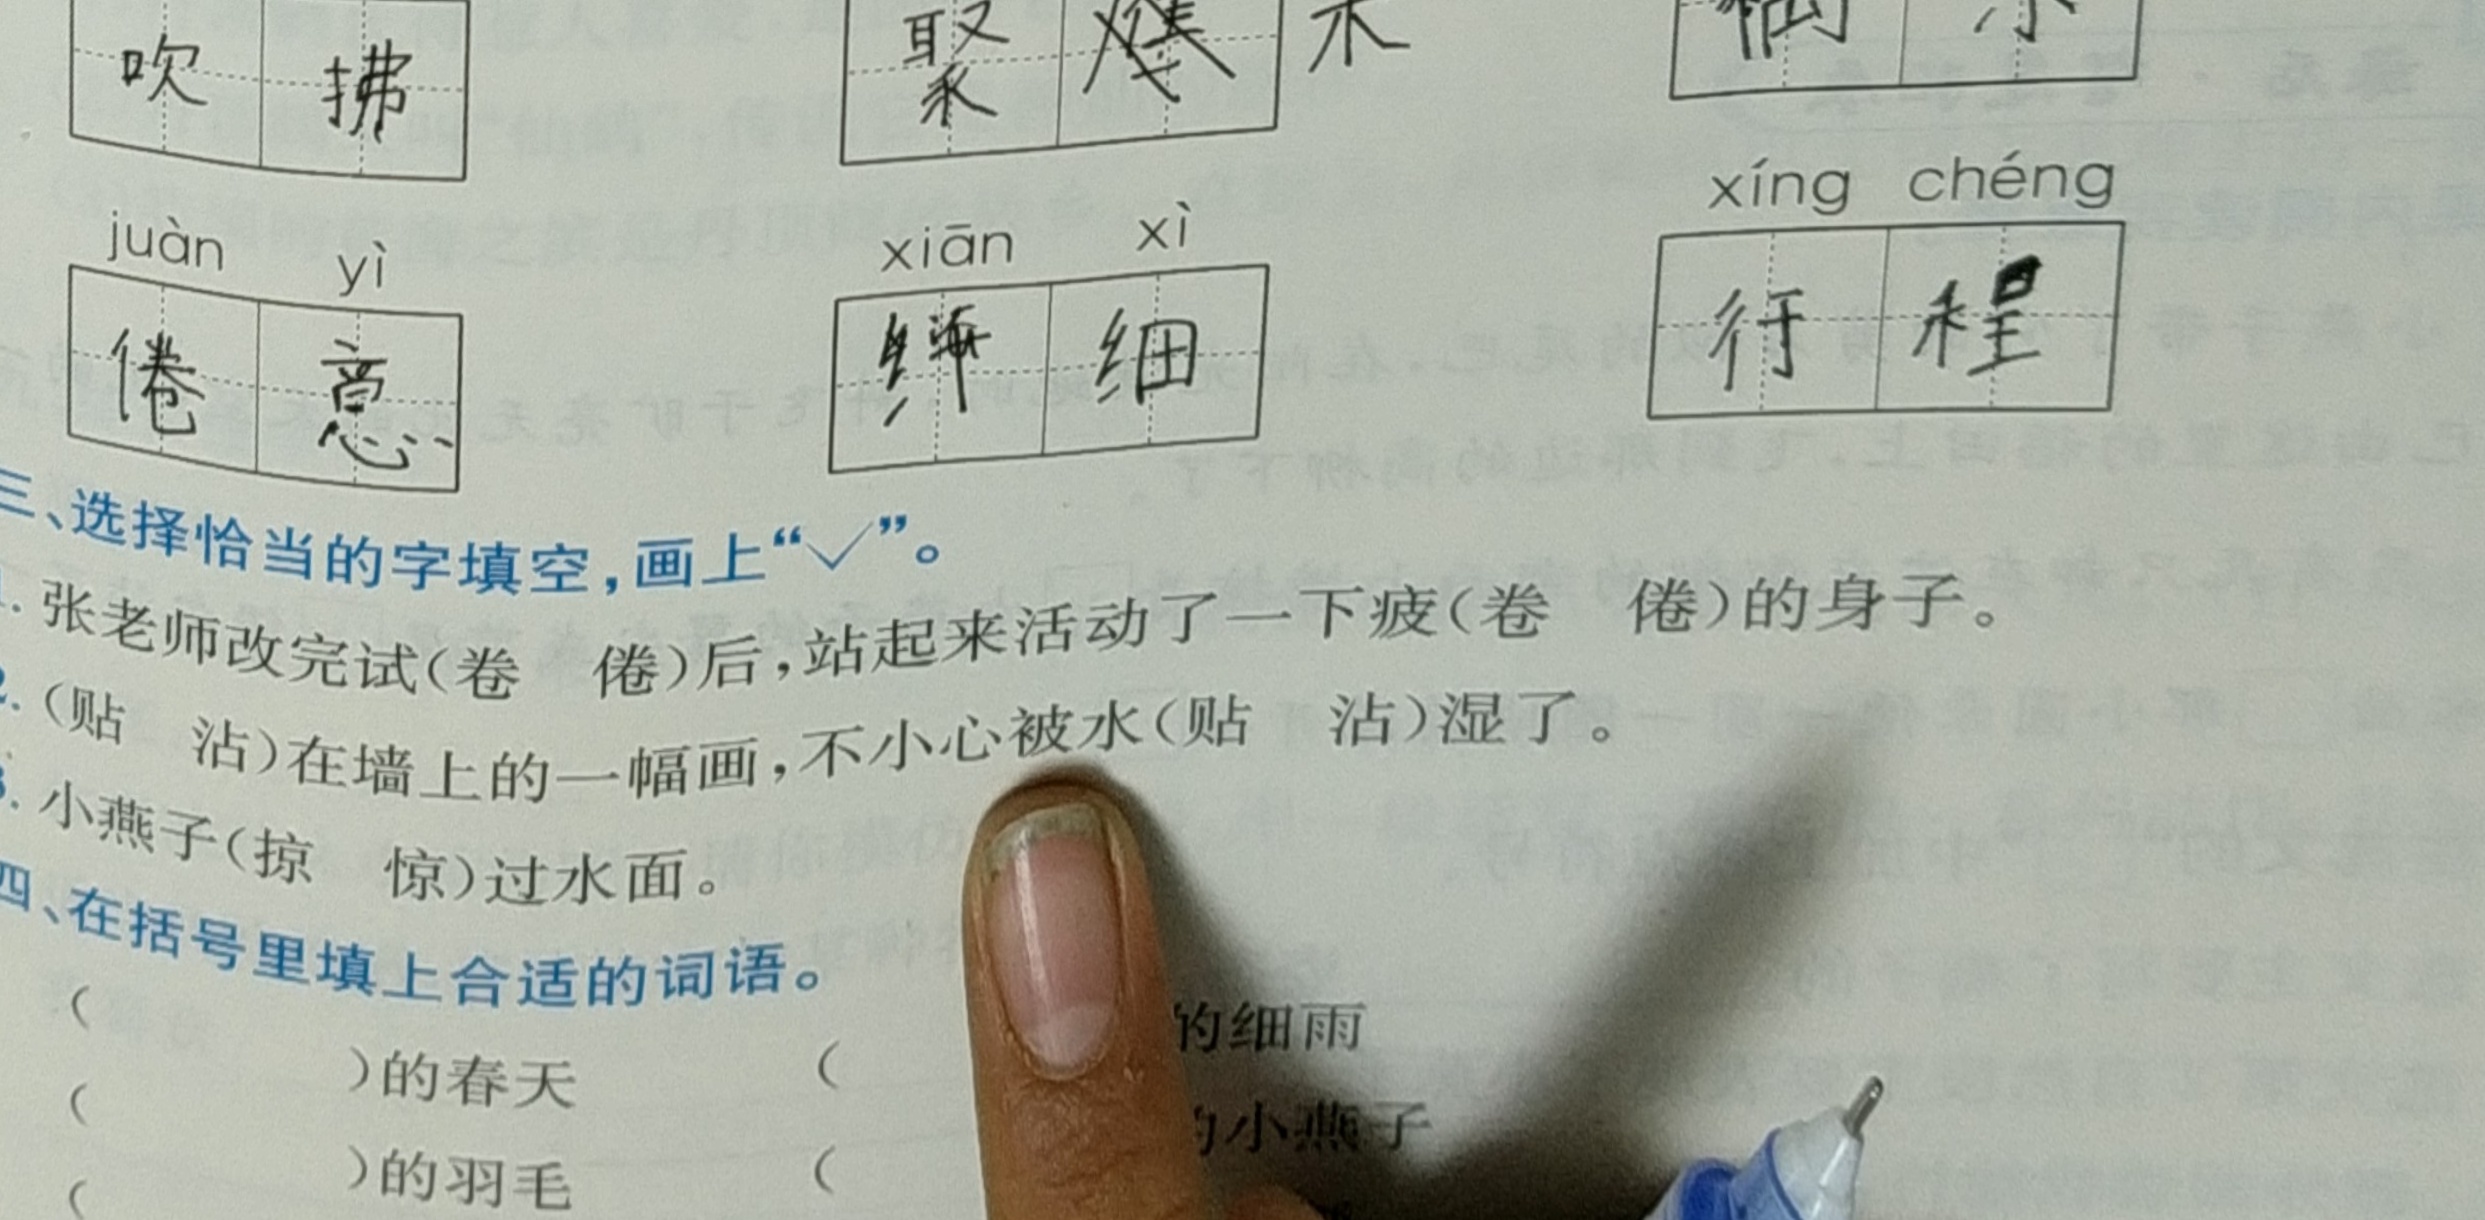 吹 拂 聚 木
xíng chéng
juàn yì xiān xì
倦 意 纤 细 行 程
三、选择恰当的字填空,画上“✓”。
1. 张老师改完试(卷 倦)后,站起来活动了一下疲(卷 倦)的身子。
2. (贴 沾)在墙上的一幅画,不小心被水(贴 沾)湿了。
3. 小燕子(掠 惊)过水面。
四、在括号里填上合适的词语。
( )的春天 ( 的细雨
( )的羽毛 ( 的小燕子
(